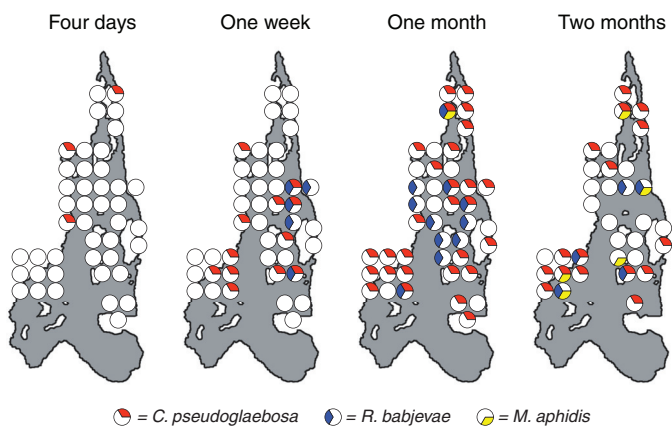 Four days One week One month Two months
= C. pseudoglaebosa = R. babjevae = M. aphidis